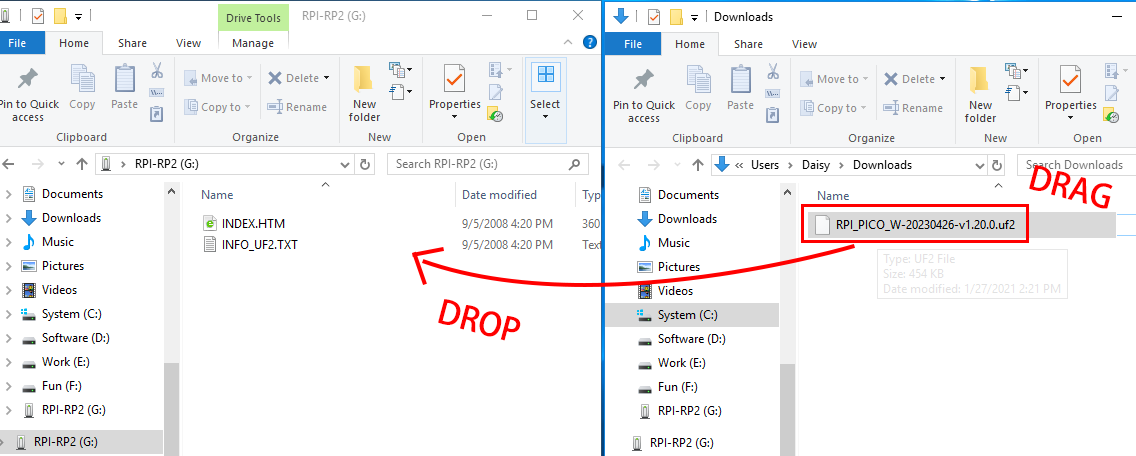 Drive Tools
RPI-RP2 (G:)
File
Home
Share
View
Manage
Pin to Quick
access
Copy
Paste
Move to
Copy to
Delete
Rename
New
folder
Properties
Select
Clipboard
Organize
New
Open
RPI-RP2 (G:)
Search RPI-RP2 (G:)
Documents
Downloads
Music
Pictures
Videos
System (C:)
Software (D:)
Work (E:)
Fun (F:)
RPI-RP2 (G:)
RPI-RP2 (G:)
Name
Date modified
Typ
INDEX.HTM
9/5/2008 4:20 PM
360
INFO_UF2.TXT
9/5/2008 4:20 PM
Text
DROP
Downloads
File
Home
Share
View
Pin to Quick
access
Copy
Paste
Move to
Copy to
Delete
Rename
New
folder
Properties
Clipboard
Organize
New
Open
Users
Daisy
Downloads
Search Downloads
Documents
Downloads
Music
Pictures
Videos
System (C:)
Software (D:)
Work (E:)
Fun (F:)
RPI-RP2 (G:)
RPI-RP2 (G:)
Name
DRAG
RPI_PICO_W-20230426-v1.20.0.uf2
Type: UF2 File
Size: 454 KB
Date modified: 1/27/2021 2:21 PM